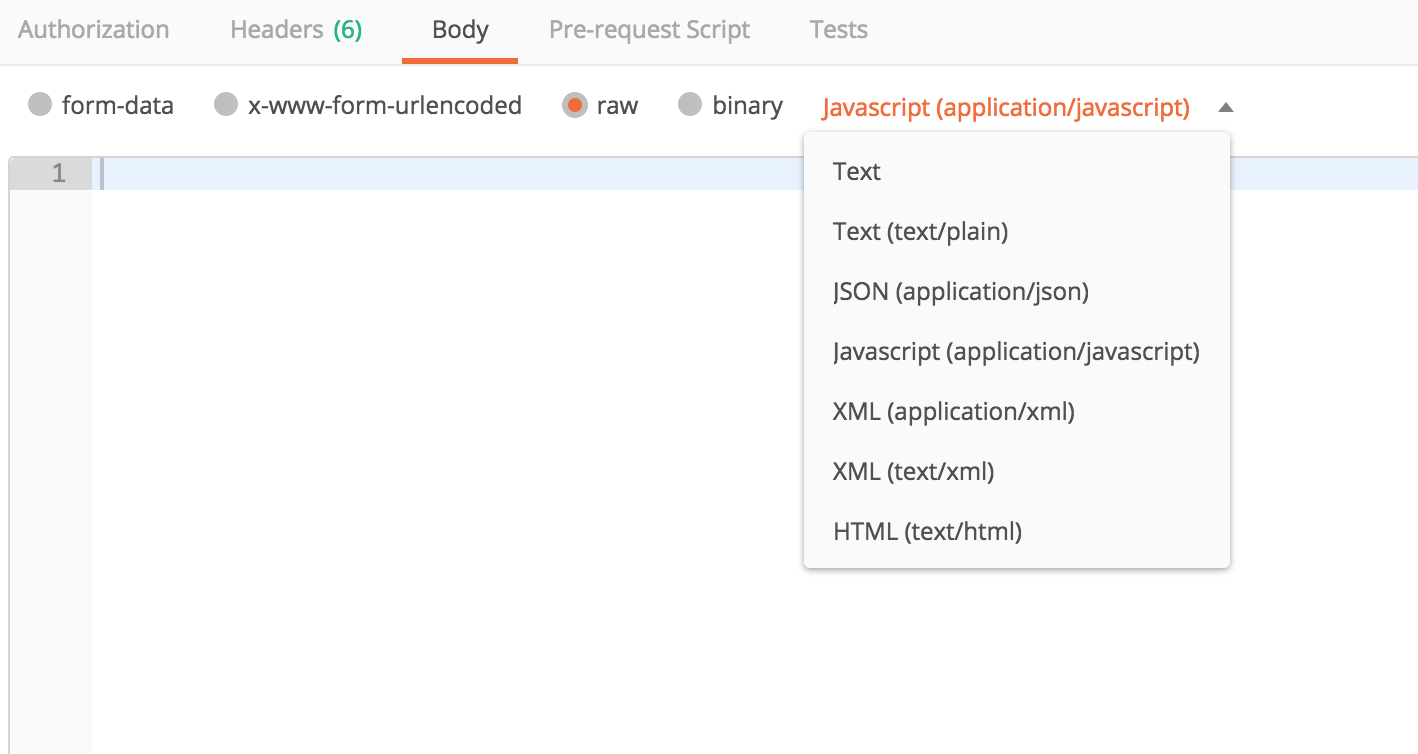 Authorization Headers (6) Body Pre-request Script Tests
form-data x-www-form-urlencoded raw binary Javascript (application/javascript)
1
Text
Text (text/plain)
JSON (application/json)
Javascript (application/javascript)
XML (application/xml)
XML (text/xml)
HTML (text/html)